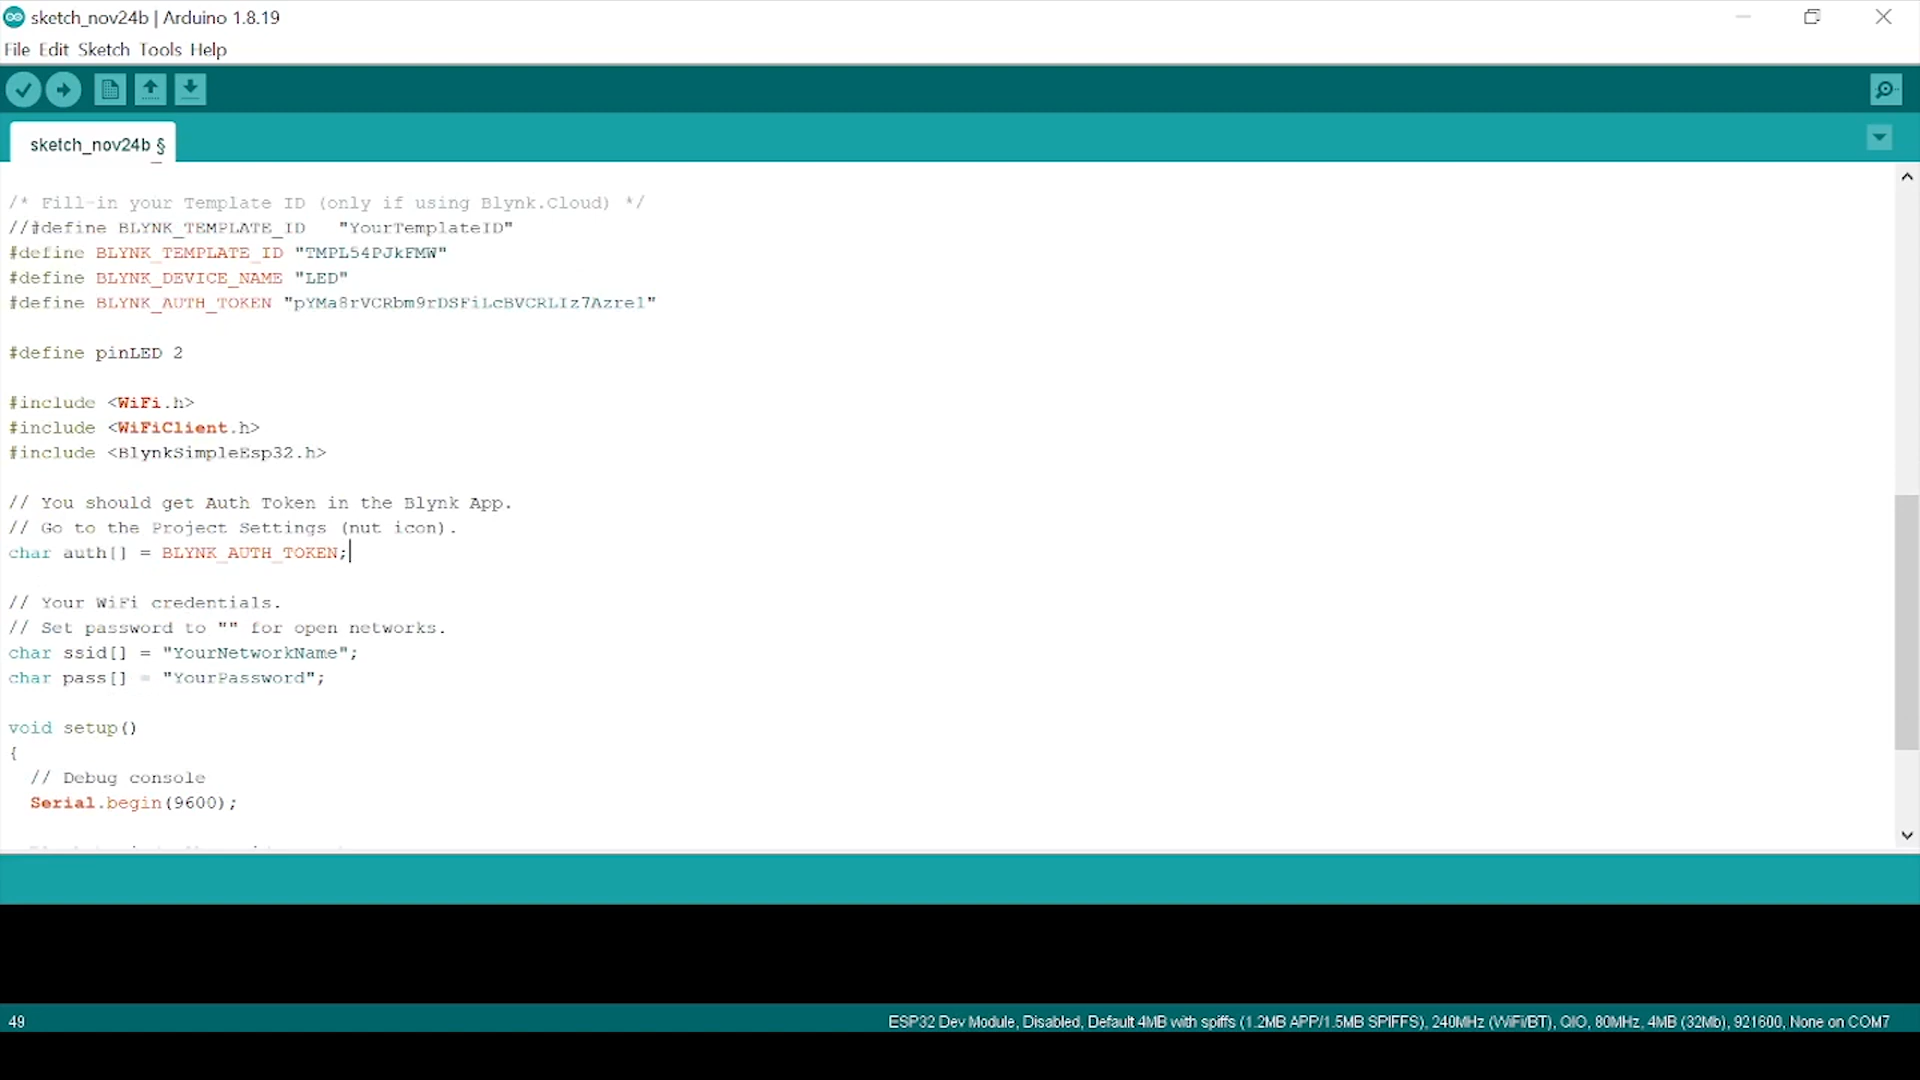 sketch_nov24b | Arduino 1.8.19
File Edit Sketch Tools Help
sketch_nov24b §
/* Fill-in your Template ID (only if using Blynk.Cloud) */
//#define BLYNK_TEMPLATE_ID   "YourTemplateID"
#define BLYNK_TEMPLATE_ID "TMPL54PJkFMW"
#define BLYNK_DEVICE_NAME "LED"
#define BLYNK_AUTH_TOKEN "pYMa8rVCRbm9rDSFiLcBVCRLIz7Azrel"
#define pinLED 2
#include <WiFi.h>
#include <WiFiClient.h>
#include <BlynkSimpleEsp32.h>
// You should get Auth Token in the Blynk App.
// Go to the Project Settings (nut icon).
char auth[] = BLYNK_AUTH_TOKEN;
// Your WiFi credentials.
// Set password to "" for open networks.
char ssid[] = "YourNetworkName";
char pass[] = "YourPassword";
void setup()
{
// Debug console
Serial.begin(9600);
49
ESP32 Dev Module, Disabled, Default 4MB with spiffs (1.2MB APP/1.5MB SPIFFS), 240MHz (WiFi/BT), QIO, 80MHz, 4MB (32Mb), 921600, None on COM7